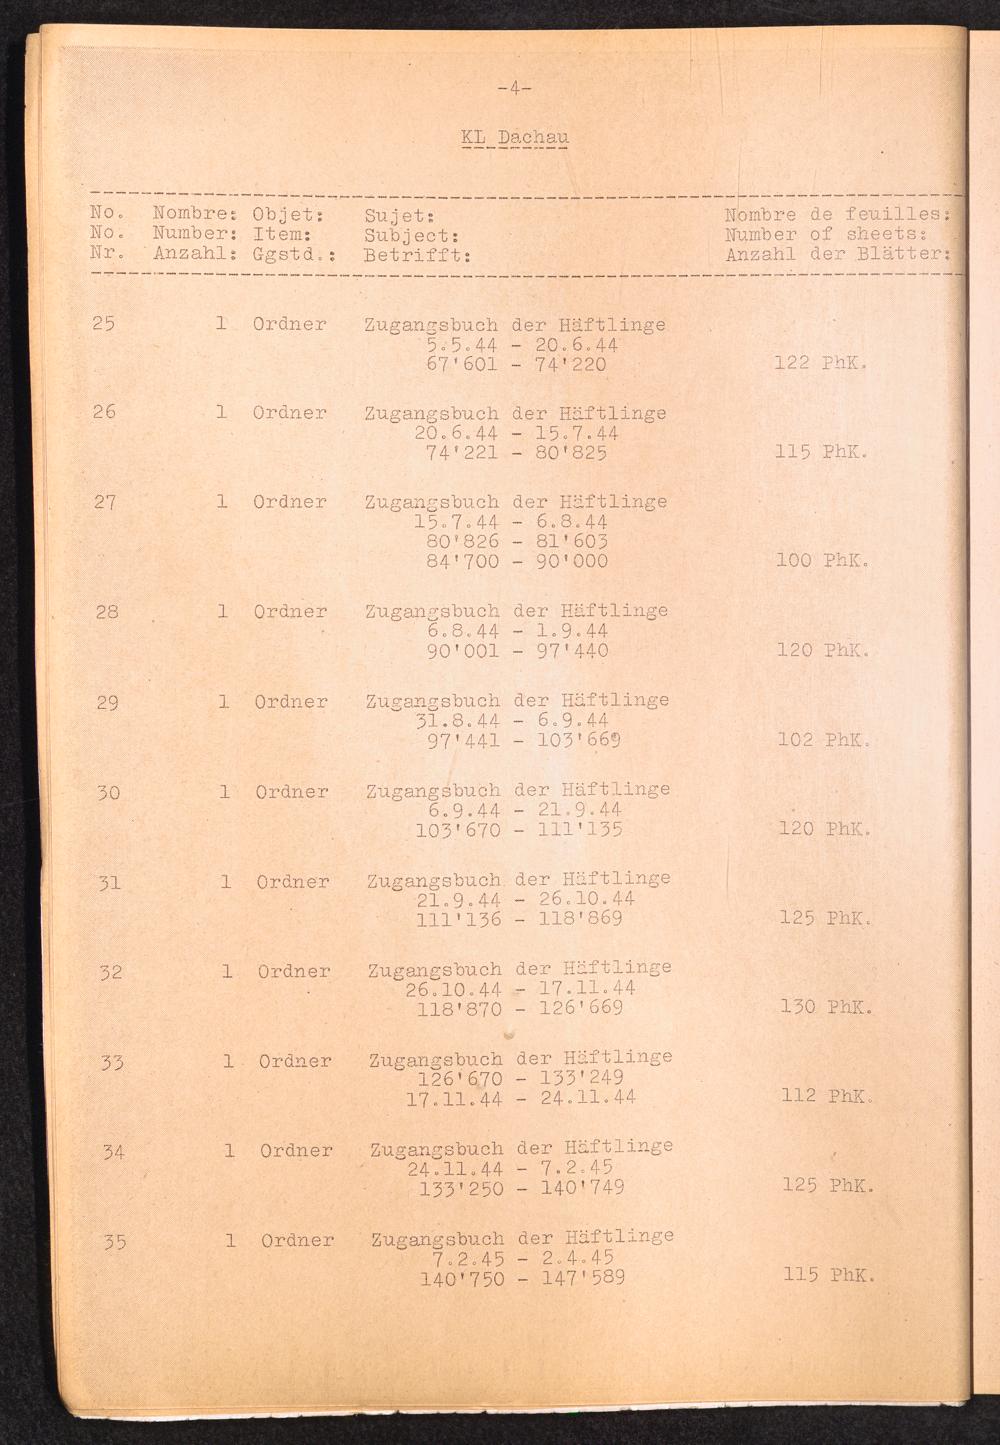 -4-
KL Dachau
No. Nombre: Objet: Sujet: Nombre de feuilles:
No. Number: Item: Subject: Number of sheets:
Nr. Anzahl: Ggstd.: Betrifft: Anzahl der Blätter:
25 1 Ordner Zugangsbuch der Häftlinge
5.5.44 - 20.6.44
67'601 - 74'220 122 PhK.
26 1 Ordner Zugangsbuch der Häftlinge
20.6.44 - 15.7.44
74'221 - 80'825 115 PhK.
27 1 Ordner Zugangsbuch der Häftlinge
15.7.44 - 6.8.44
80'826 - 81'603
84'700 - 90'000 100 PhK.
28 1 Ordner Zugangsbuch der Häftlinge
6.8.44 - 1.9.44
90'001 - 97'440 120 PhK.
29 1 Ordner Zugangsbuch der Häftlinge
31.8.44 - 6.9.44
97'441 - 103'669 102 PhK.
30 1 Ordner Zugangsbuch der Häftlinge
6.9.44 - 21.9.44
103'670 - 111'135 120 PhK.
31 1 Ordner Zugangsbuch der Häftlinge
21.9.44 - 26.10.44
111'136 - 118'869 125 PhK.
32 1 Ordner Zugangsbuch der Häftlinge
26.10.44 - 17.11.44
118'870 - 126'669 130 PhK.
33 1 Ordner Zugangsbuch der Häftlinge
126'670 - 133'249
17.11.44 - 24.11.44 112 PhK.
34 1 Ordner Zugangsbuch der Häftlinge
24.11.44 - 7.2.45
133'250 - 140'749 125 PhK.
35 1 Ordner Zugangsbuch der Häftlinge
7.2.45 - 2.4.45
140'750 - 147'589 115 PhK.